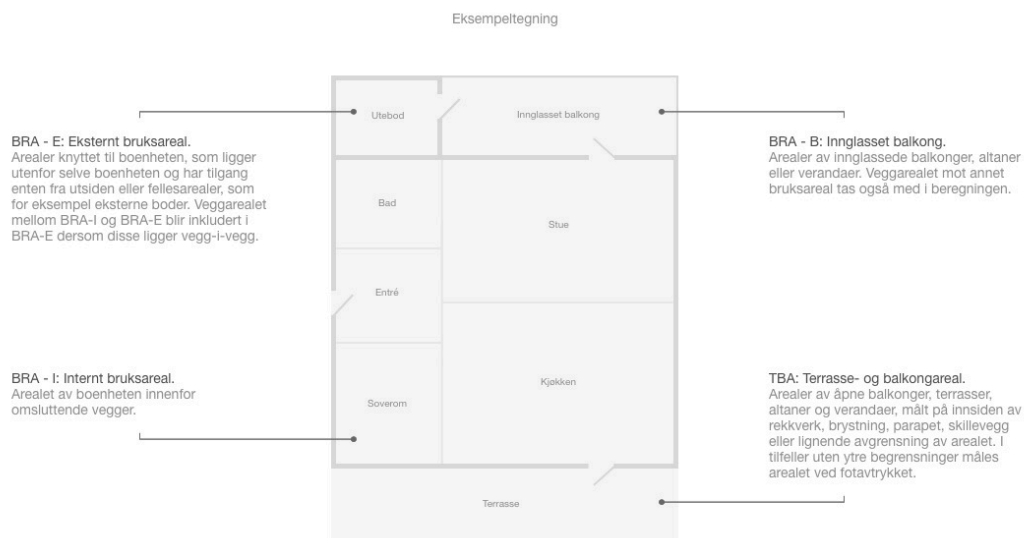 Eksempeltegning
Utebod
Innglasset balkong
BRA - E: Eksternt bruksareal.
Arealer knyttet til boenheten, som ligger
utenfor selve boenheten og har tilgang
enten fra utsiden eller fellesarealer, som
for eksempel eksterne boder. Veggarealet
mellom BRA-I og BRA-E blir inkludert i
BRA-E dersom disse ligger vegg-i-vegg.
BRA - B: Innglasset balkong.
Arealer av innglassede balkonger, altaner
eller verandaer. Veggarealet mot annet
bruksareal tas også med i beregningen.
Bad
Stue
Entré
BRA - I: Internt bruksareal.
Arealet av boenheten innenfor
omsluttende vegger.
Soverom
Kjøkken
TBA: Terrasse- og balkongareal.
Arealer av åpne balkonger, terrasser,
altaner og verandaer, målt på innsiden av
rekkverk, brystning, parapet, skillevegg
eller lignende avgrensning av arealet. I
tilfeller uten ytre begrensninger måles
arealet ved fotavtrykket.
Terrasse